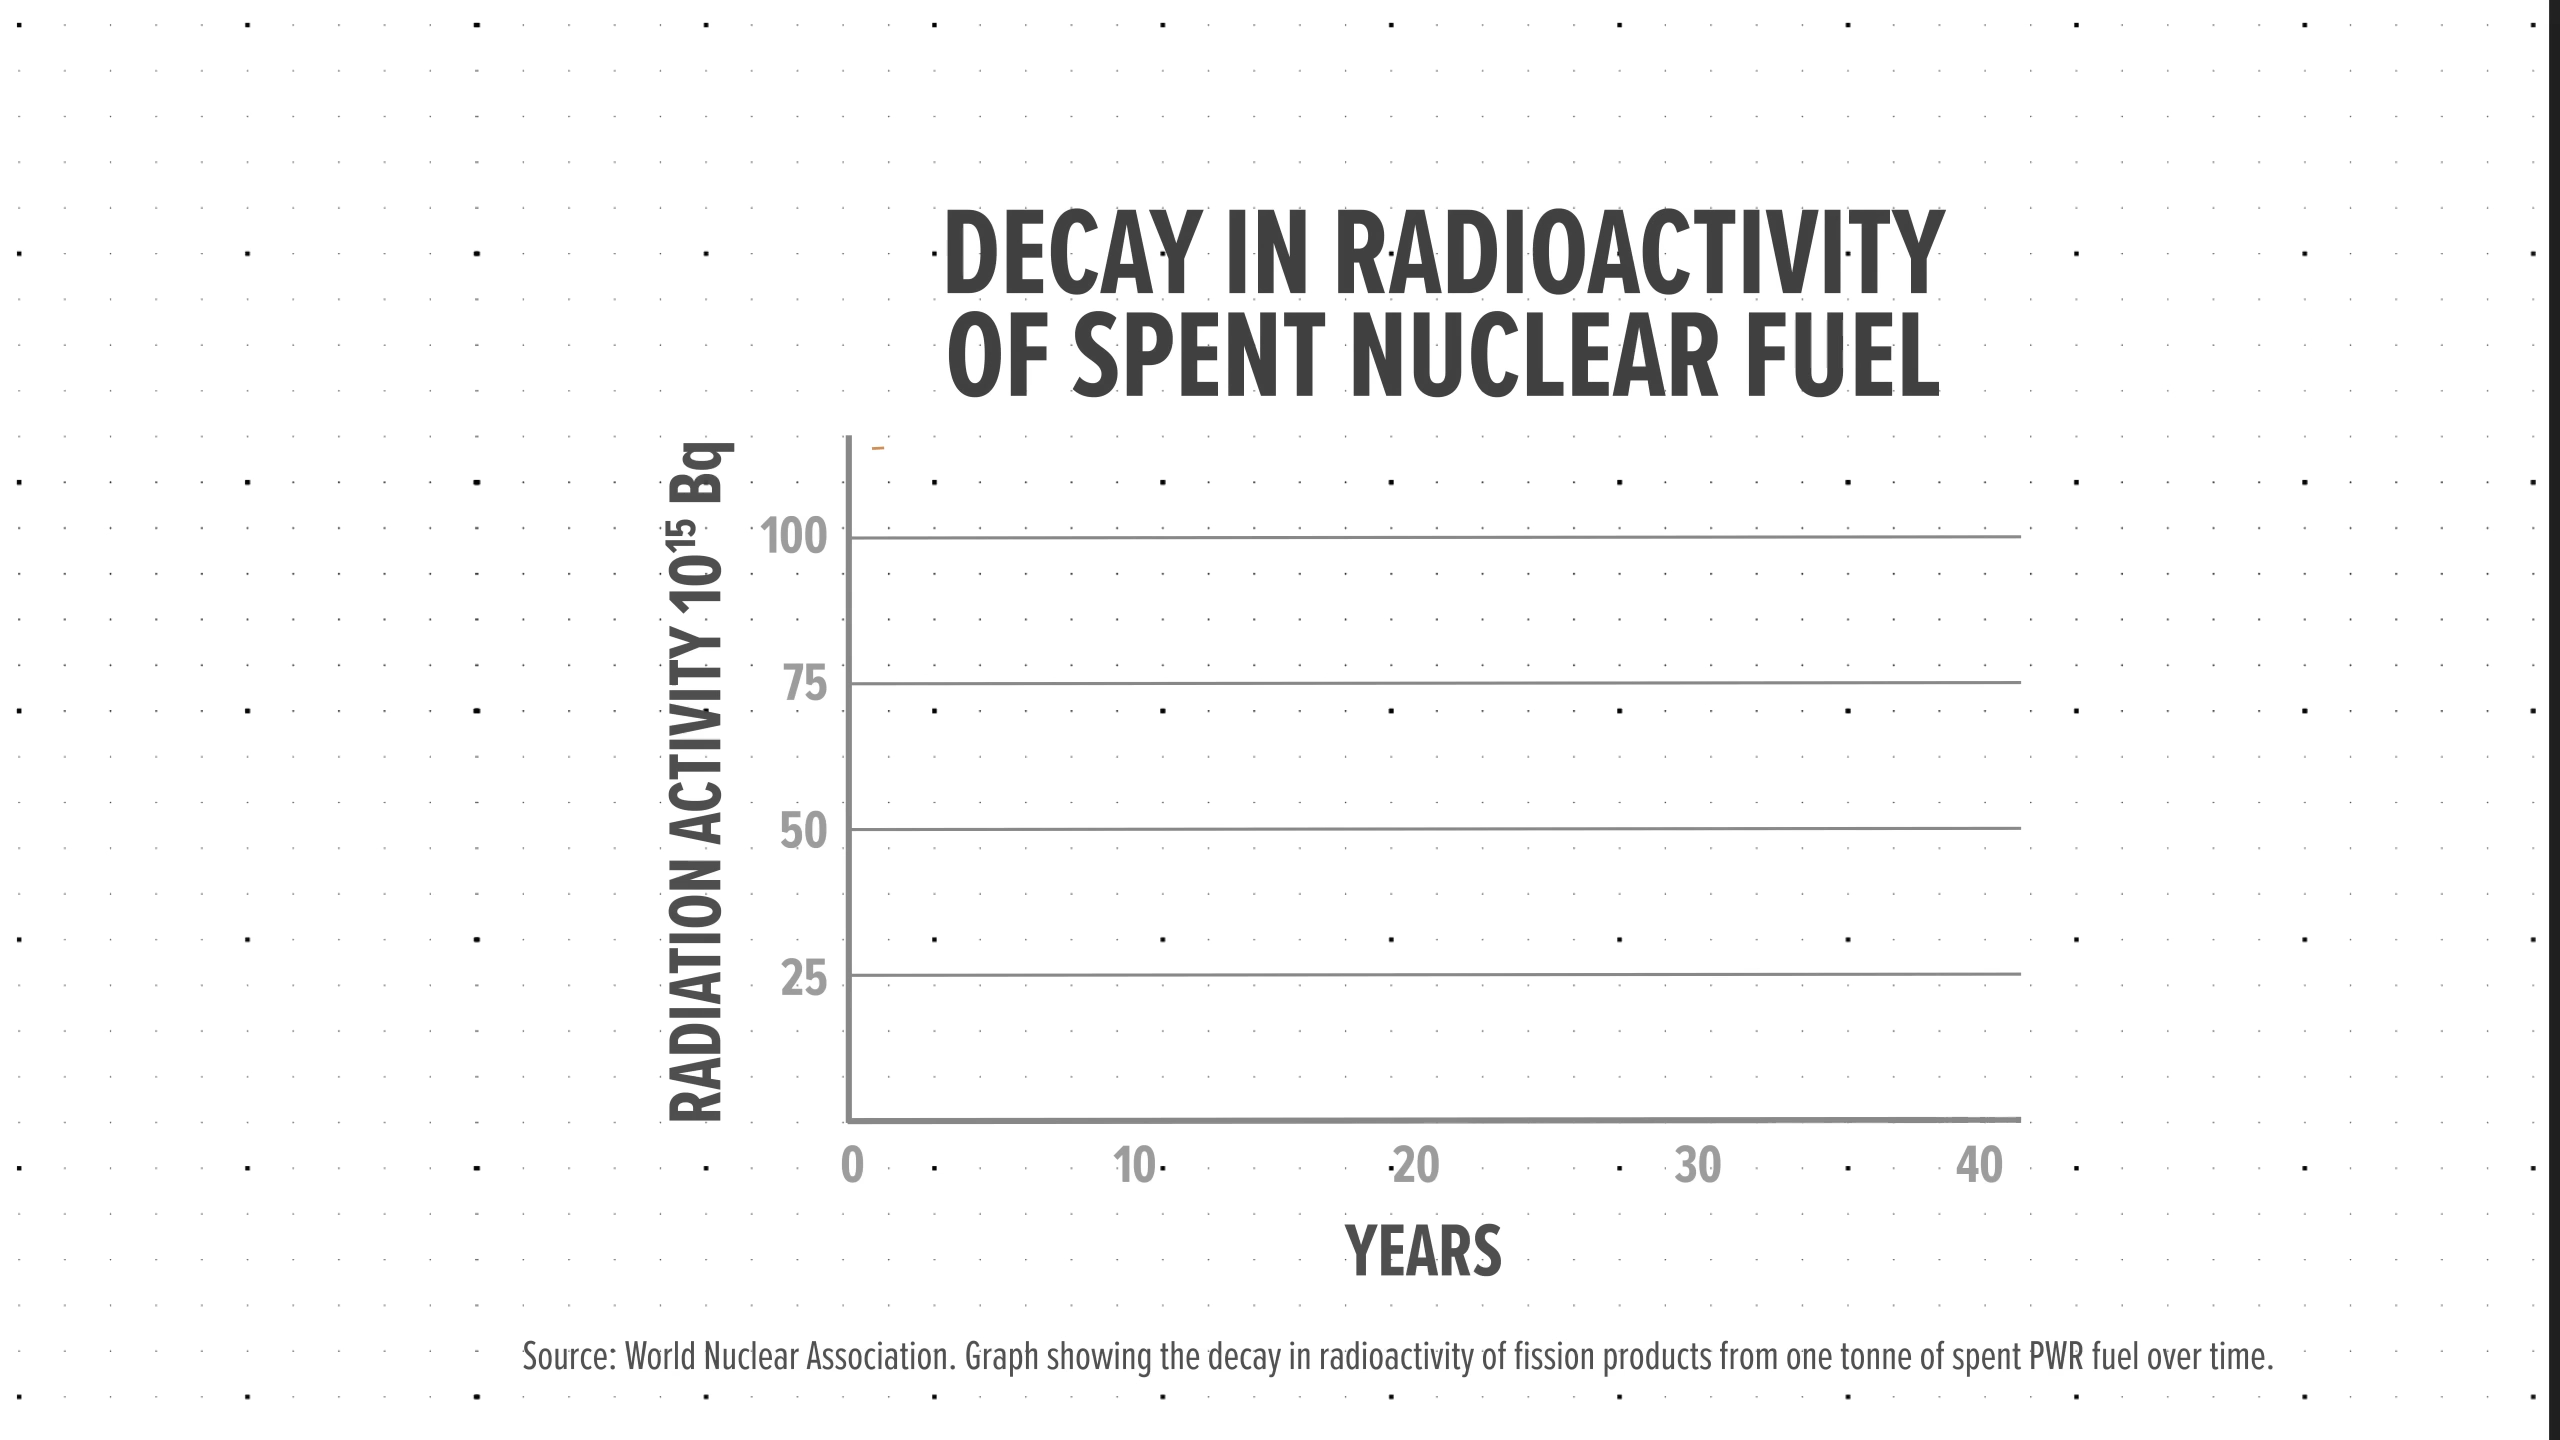 DECAY IN RADIOACTIVITY
OF SPENT NUCLEAR FUEL
RADIATION ACTIVITY 10¹⁵ Bq
100
75
50
25
0 10 20 30 40
YEARS
Source: World Nuclear Association. Graph showing the decay in radioactivity of fission products from one tonne of spent PWR fuel over time.